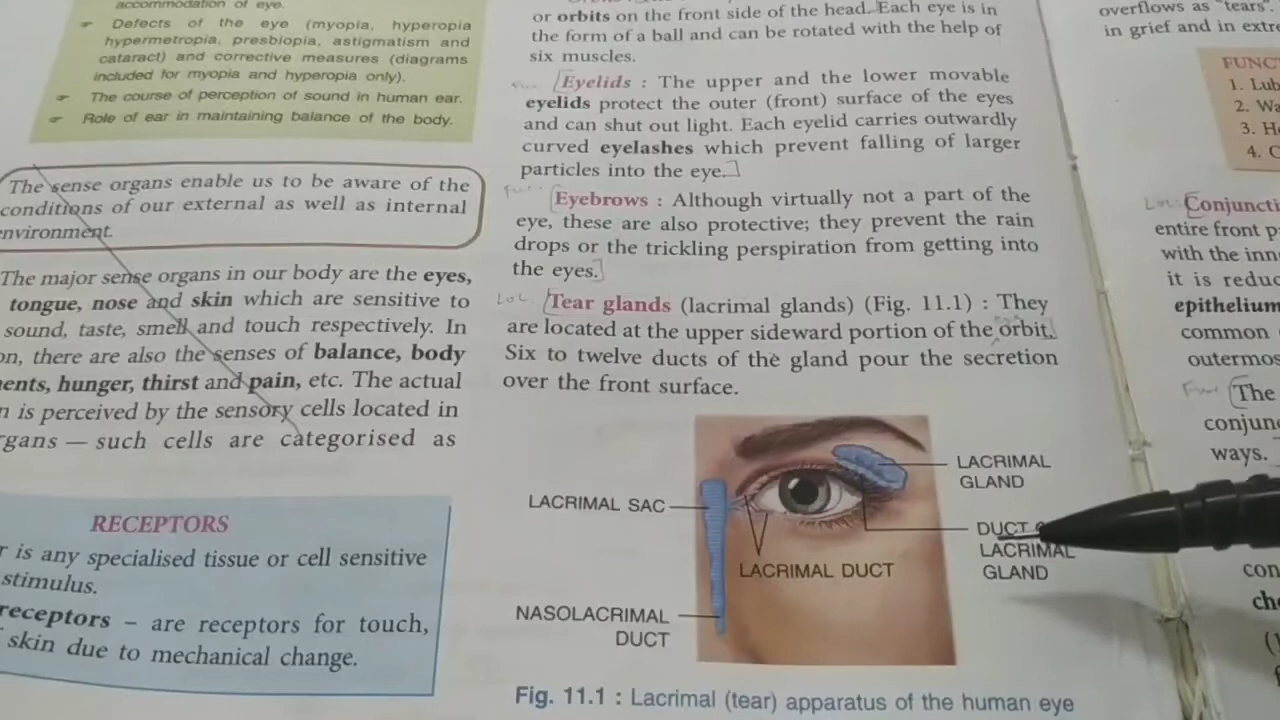 accommodation of eye.
Defects of the eye (myopia, hyperopia
hypermetropia, presbiopia, astigmatism and
cataract) and corrective measures (diagrams
included for myopia and hyperopia only).
The course of perception of sound in human ear.
Role of ear in maintaining balance of the body.
The sense organs enable us to be aware of the
conditions of our external as well as internal
environment.
The major sense organs in our body are the eyes,
tongue, nose and skin which are sensitive to
sound, taste, smell and touch respectively. In
there are also the senses of balance, body
hunger, thirst and pain, etc. The actual
is perceived by the sensory cells located in
— such cells are categorised as
RECEPTORS
is any specialised tissue or cell sensitive
stimulus.
receptors – are receptors for touch,
skin due to mechanical change.
or orbits on the front side of the head. Each eye is in
the form of a ball and can be rotated with the help of
six muscles.
Eyelids : The upper and the lower movable
eyelids protect the outer (front) surface of the eyes
and can shut out light. Each eyelid carries outwardly
curved eyelashes which prevent falling of larger
particles into the eye.
Eyebrows : Although virtually not a part of the
eye, these are also protective; they prevent the rain
drops or the trickling perspiration from getting into
the eyes.
Tear glands (lacrimal glands) (Fig. 11.1) : They
are located at the upper sideward portion of the orbit.
Six to twelve ducts of the gland pour the secretion
over the front surface.
LACRIMAL
GLAND
LACRIMAL SAC
DUCT
LACRIMAL
GLAND
LACRIMAL DUCT
NASOLACRIMAL
DUCT
Fig. 11.1 : Lacrimal (tear) apparatus of the human eye
overflows as "tears".
in grief and in
1.
2.
3.
4.
entire front
with the
it is
epithelium
common
The
ways.